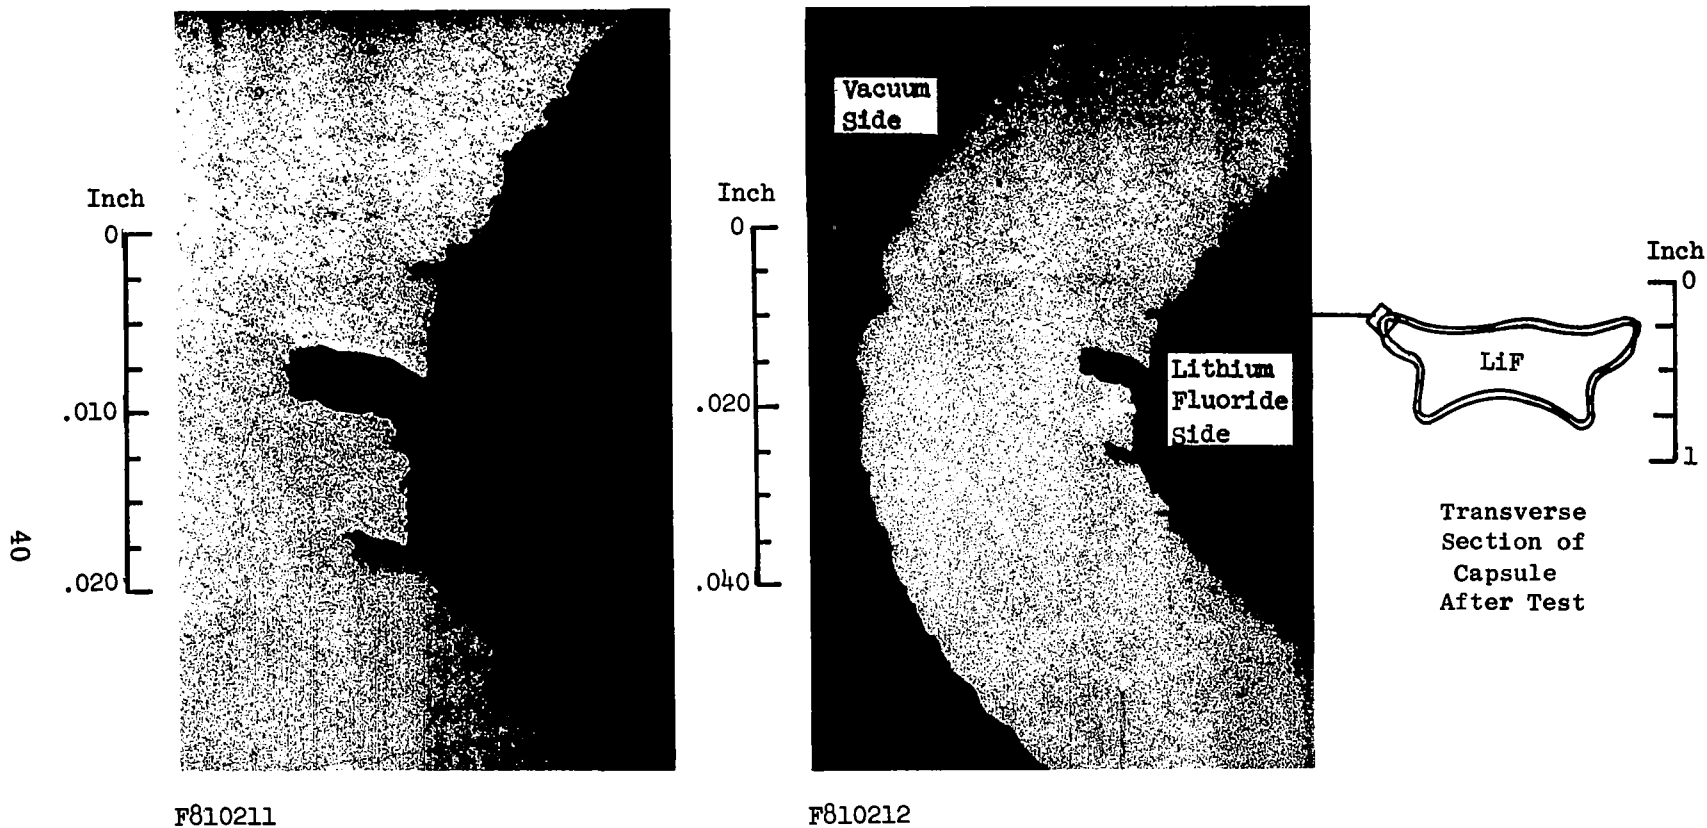 Inch
0
.010
.020
F810211
Inch
0
.020
.040
Vacuum
Side
Lithium
Fluoride
Side
F810212
Inch
0
1
LiF
Transverse
Section of
Capsule
After Test
40